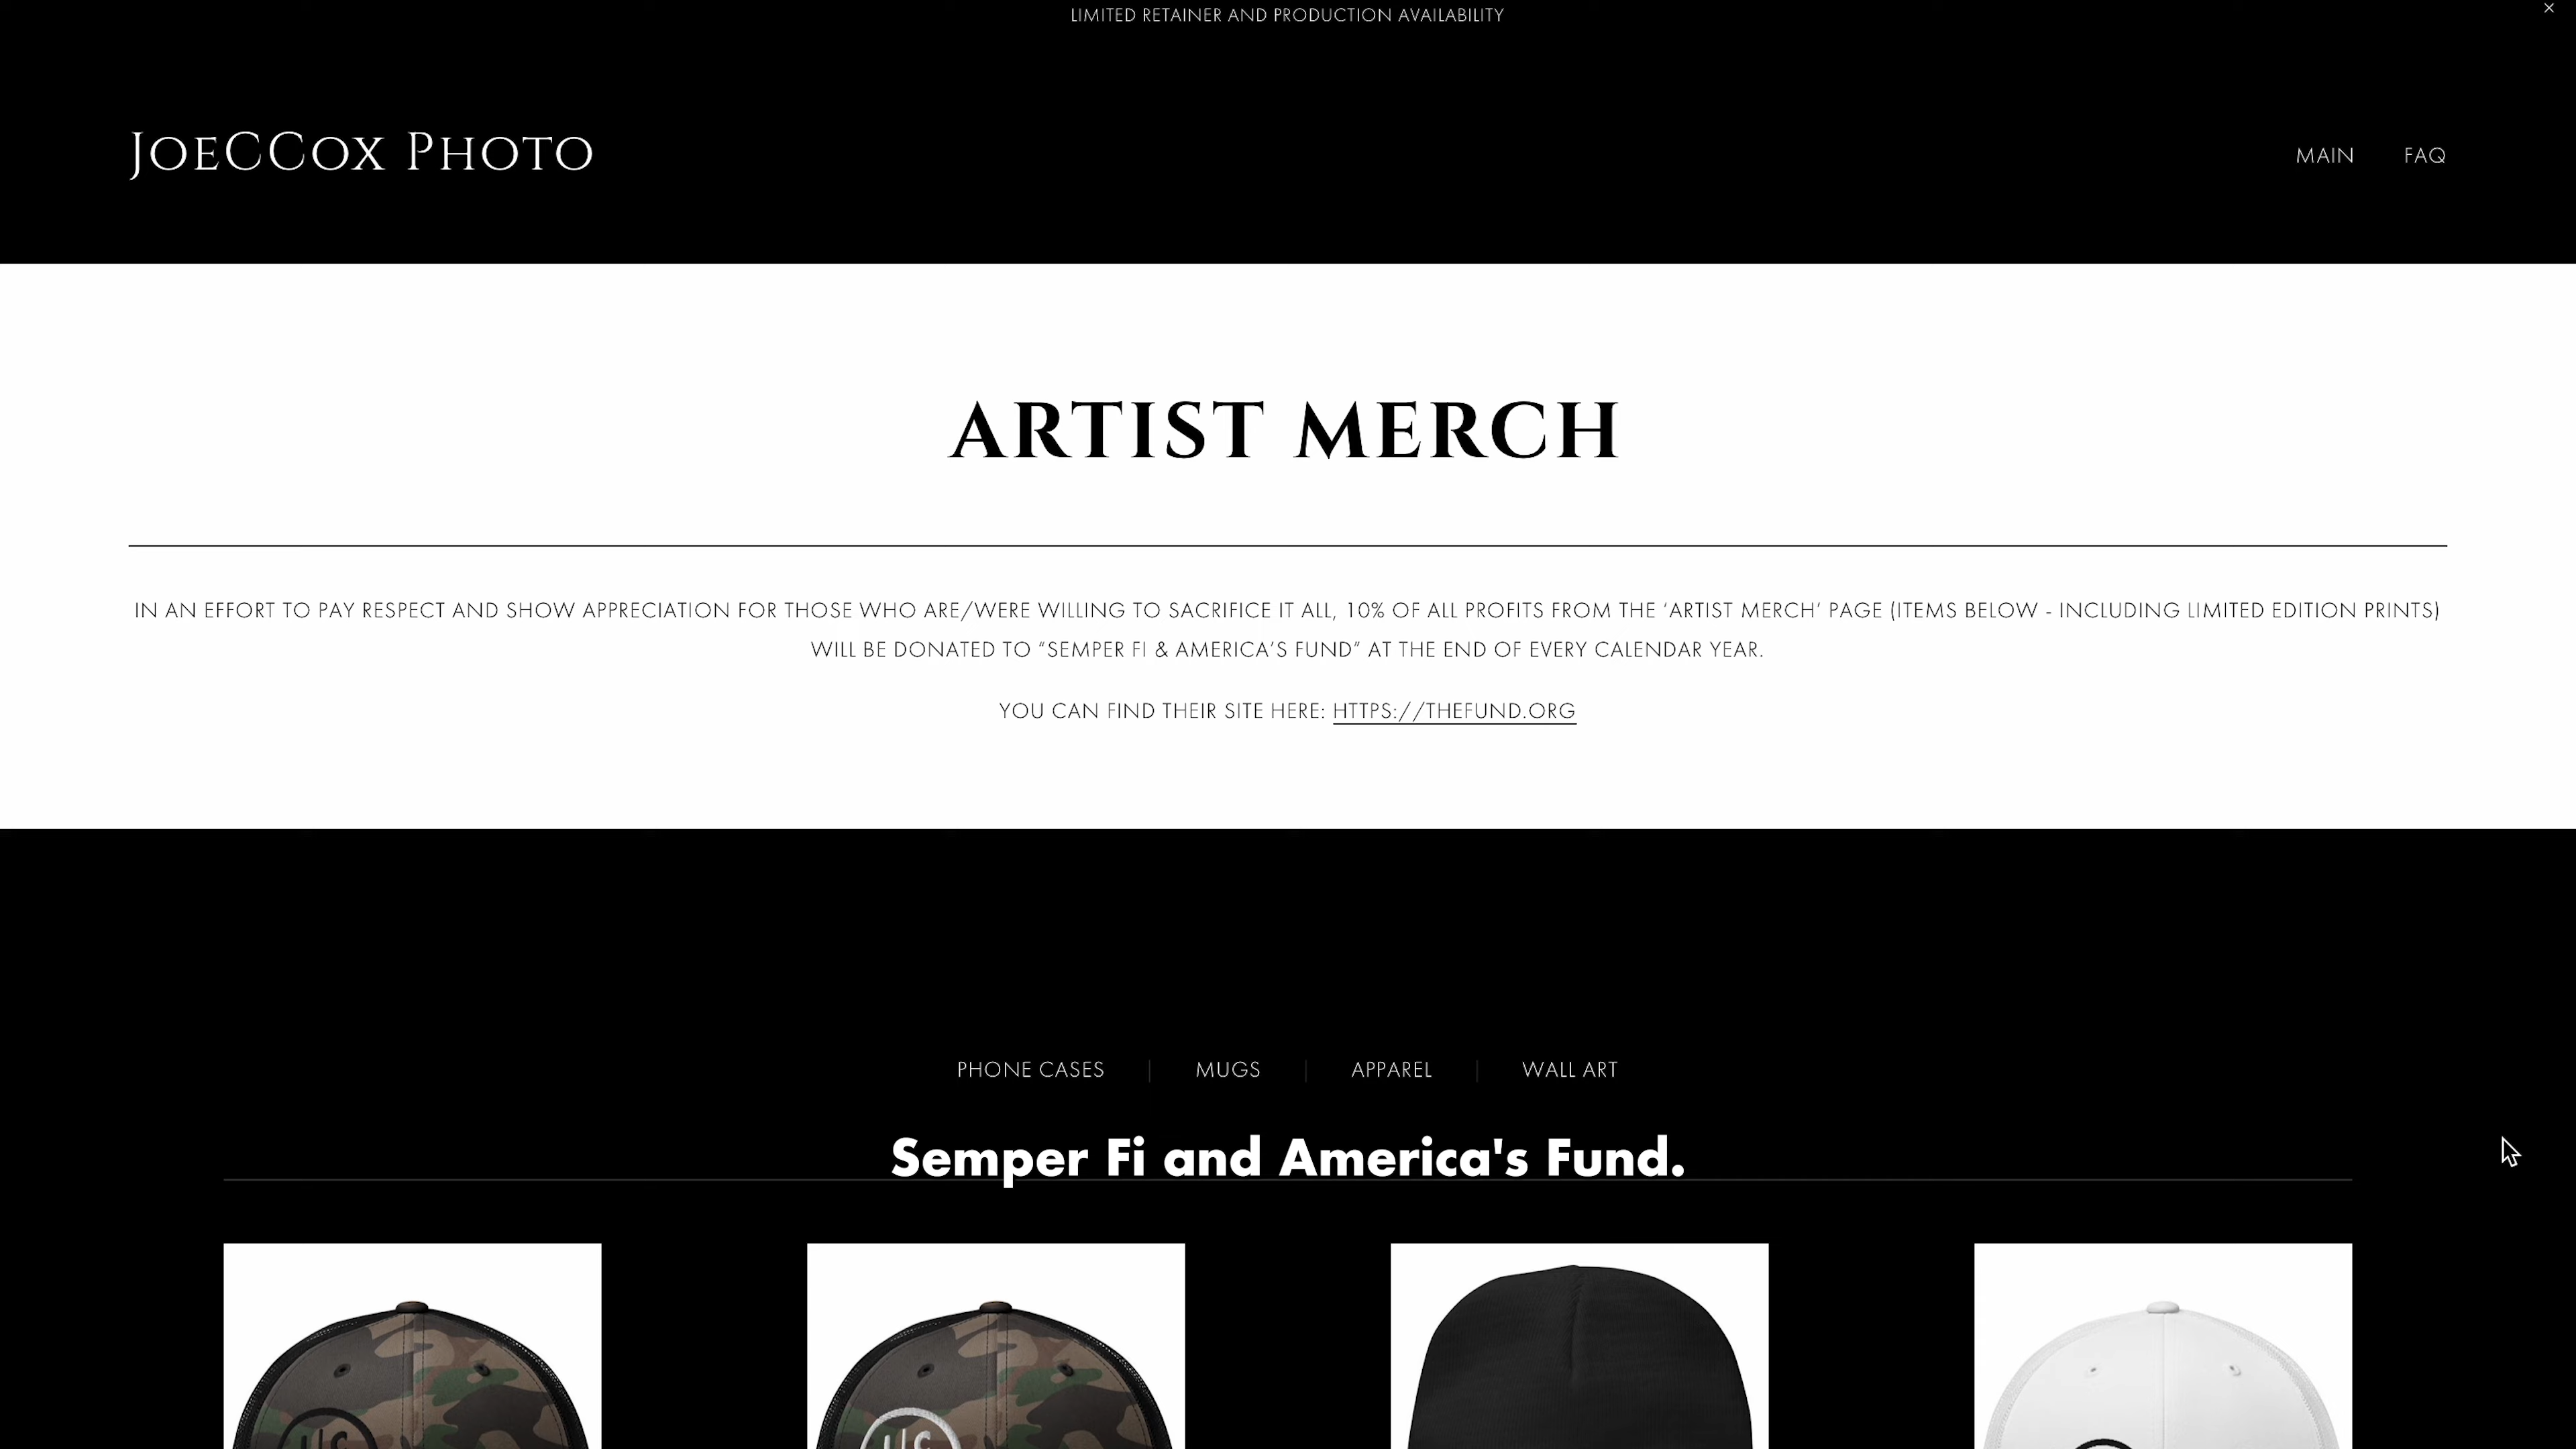 LIMITED RETAINER AND PRODUCTION AVAILABILITY
×
JoeCCox Photo
MAIN FAQ
ARTIST MERCH
IN AN EFFORT TO PAY RESPECT AND SHOW APPRECIATION FOR THOSE WHO ARE/WERE WILLING TO SACRIFICE IT ALL, 10% OF ALL PROFITS FROM THE ‘ARTIST MERCH’ PAGE (ITEMS BELOW - INCLUDING LIMITED EDITION PRINTS)
WILL BE DONATED TO “SEMPER FI & AMERICA’S FUND” AT THE END OF EVERY CALENDAR YEAR.
YOU CAN FIND THEIR SITE HERE: HTTPS://THEFUND.ORG
PHONE CASES | MUGS | APPAREL | WALL ART
Semper Fi and America's Fund.